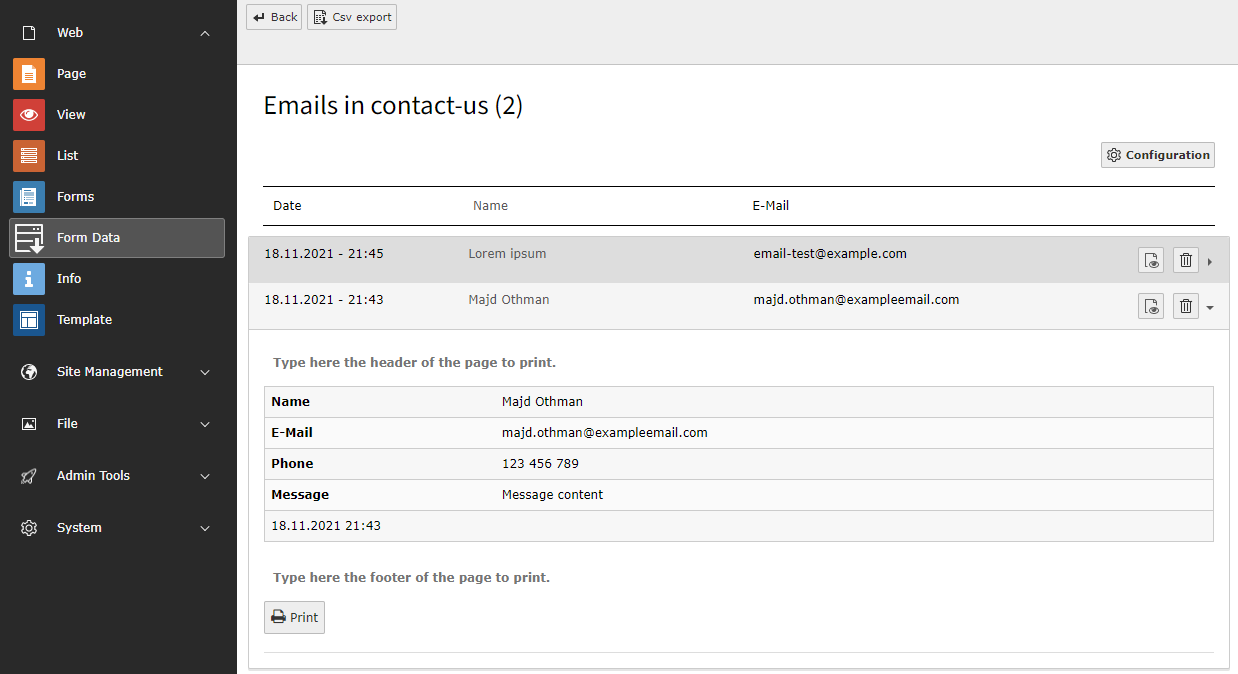 Web
Page
View
List
Forms
Form Data
Info
Template
Site Management
File
Admin Tools
System
Back Csv export
Emails in contact-us (2)
Configuration
Date Name E-Mail
18.11.2021 - 21:45 Lorem ipsum email-test@example.com
18.11.2021 - 21:43 Majd Othman majd.othman@exampleemail.com
Type here the header of the page to print.
Name Majd Othman
E-Mail majd.othman@exampleemail.com
Phone 123 456 789
Message Message content
18.11.2021 21:43
Type here the footer of the page to print.
Print